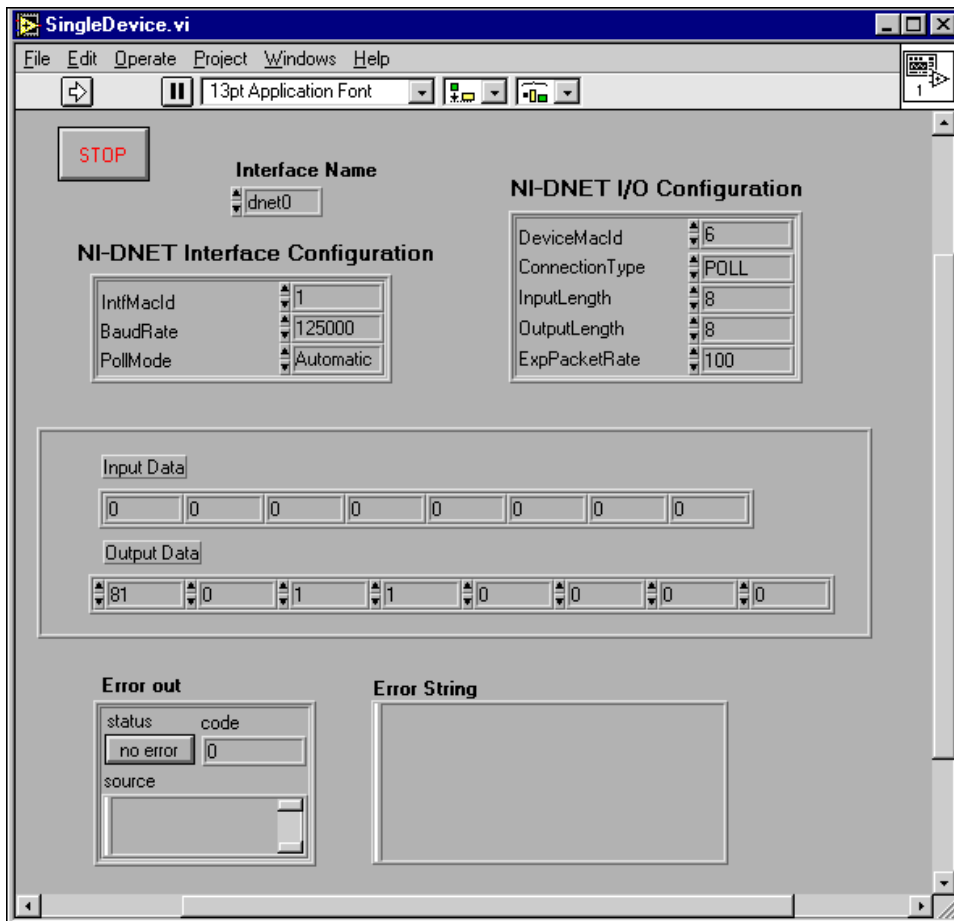 SingleDevice.vi
File Edit Operate Project Windows Help
13pt Application Font
1
STOP
Interface Name
dnet0
NI-DNET I/O Configuration
DeviceMacId 6
ConnectionType POLL
InputLength 8
OutputLength 8
ExpPacketRate 100
NI-DNET Interface Configuration
IntfMacId 1
BaudRate 125000
PollMode Automatic
Input Data
0 0 0 0 0 0 0 0
Output Data
81 0 1 1 0 0 0 0
Error out
status code
no error 0
source
Error String